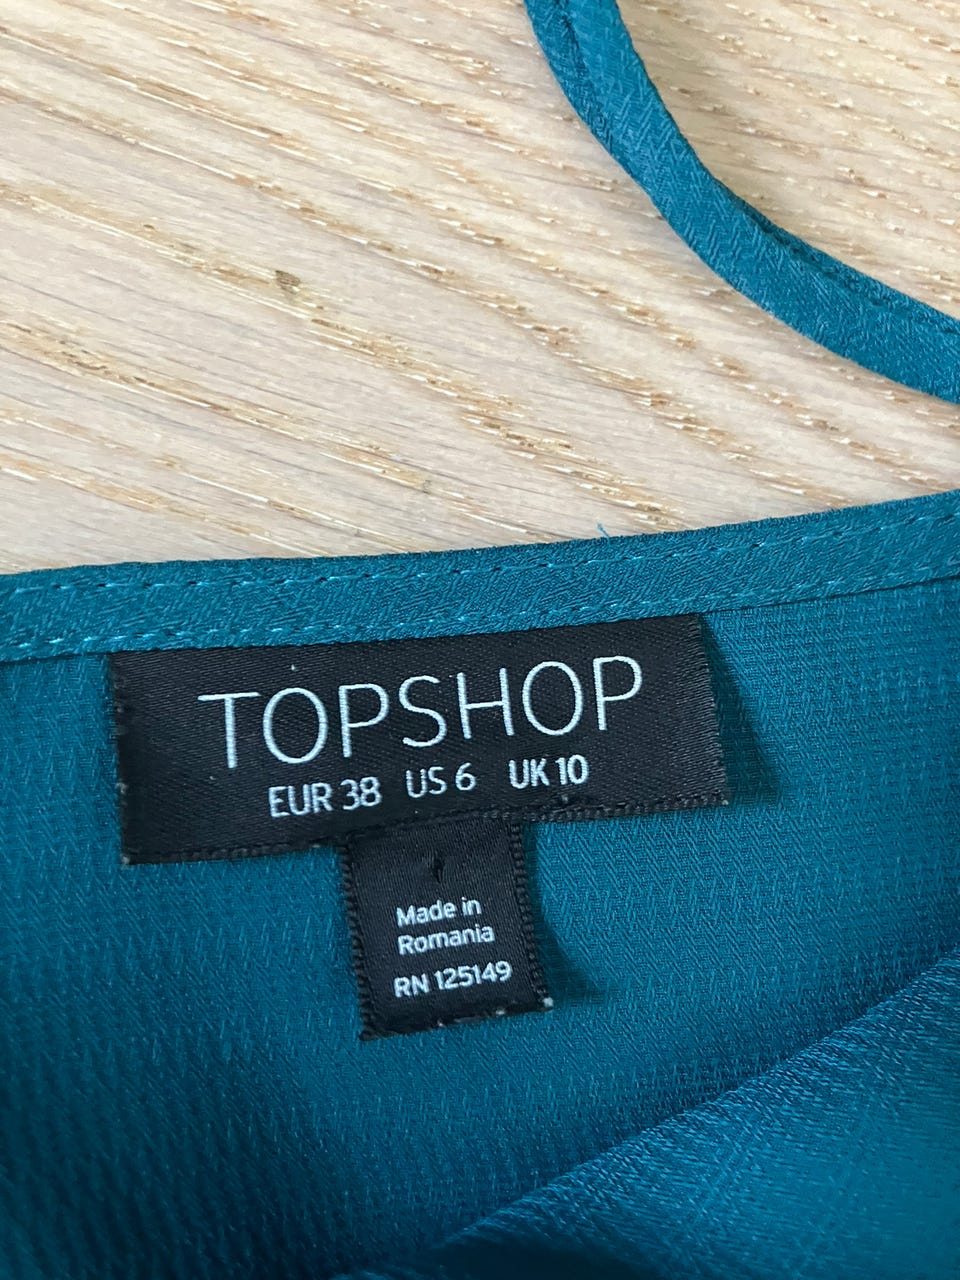 TOPSHOP
EUR 38 US 6 UK 10
Made in
Romania
RN 125149